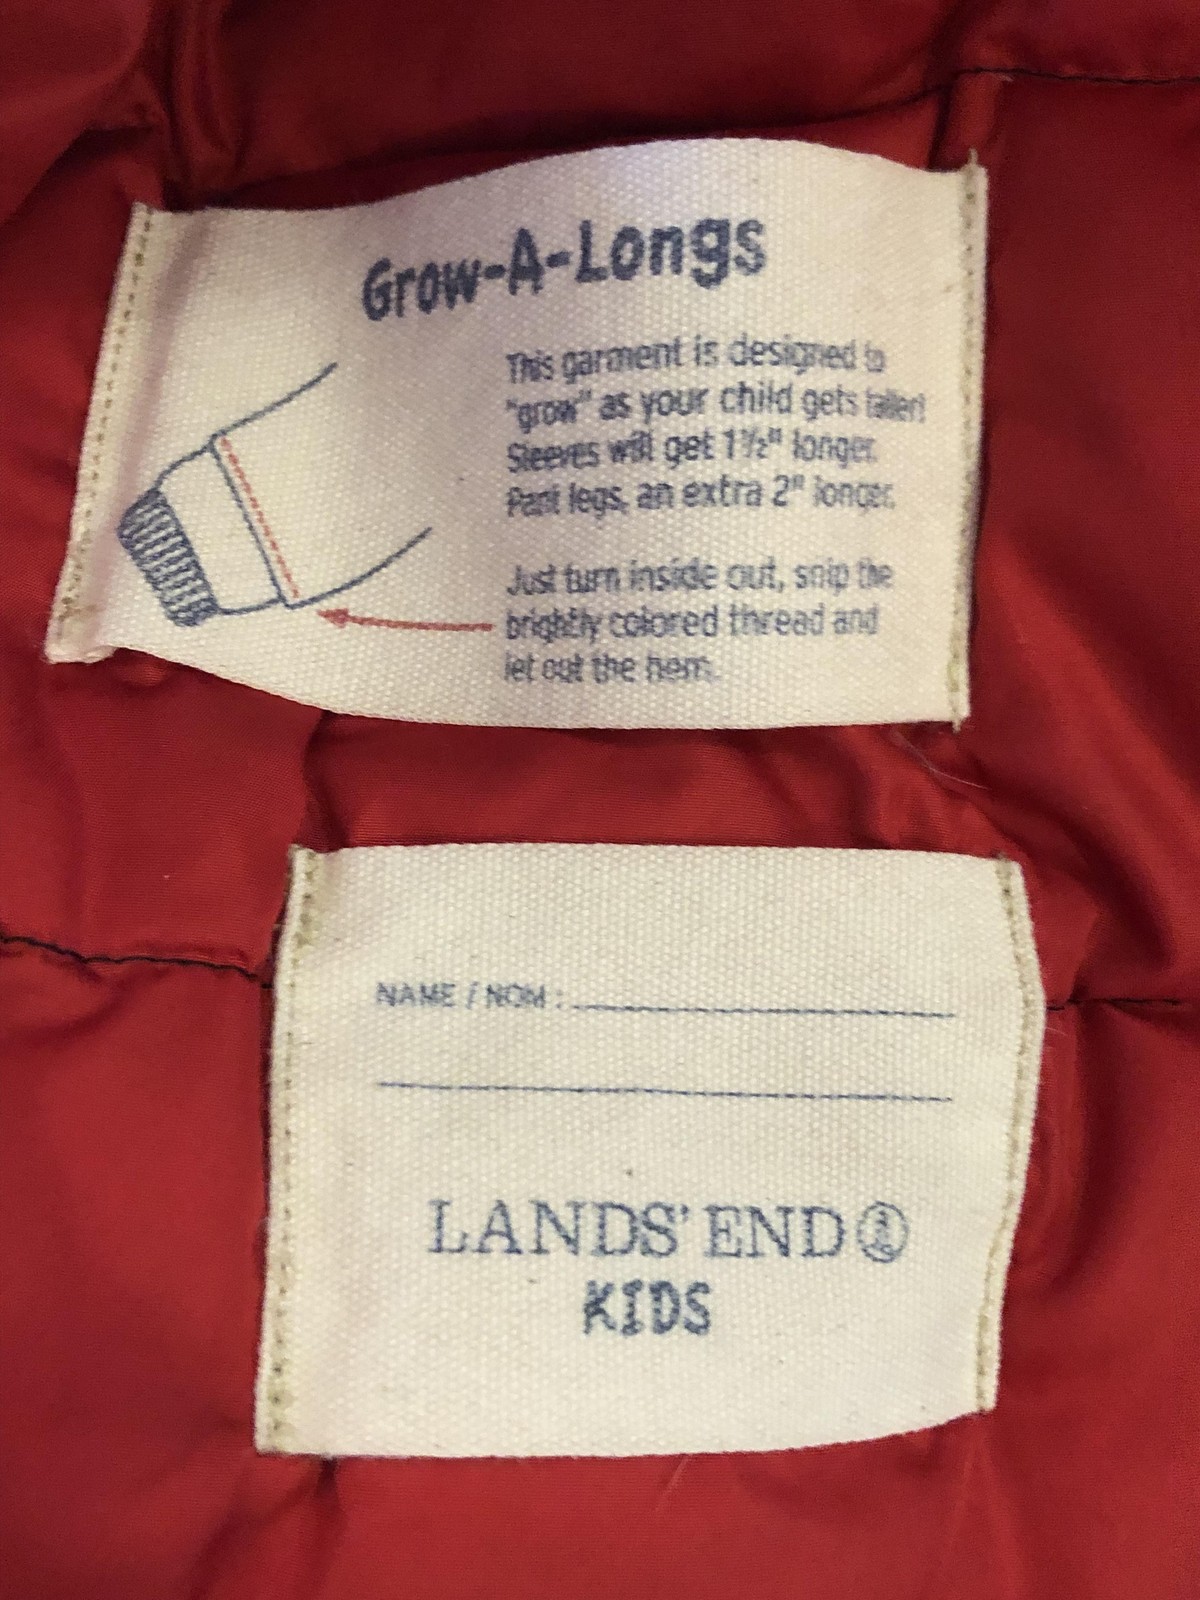 Grow-A-Longs
This garment is designed to
"grow" as your child gets taller!
Sleeves will get 1½" longer.
Pant legs, an extra 2" longer.
Just turn inside out, snip the
brightly colored thread and
let out the hem.
NAME / NOM :
LANDS' END
KIDS